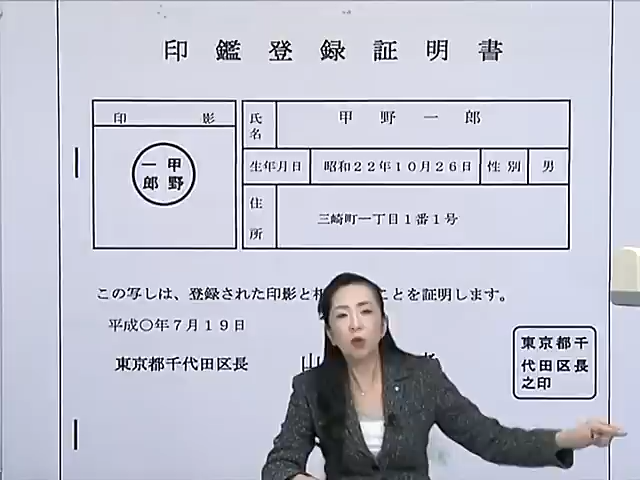 印鑑登録証明書
印影
一甲
郎野
氏名
甲野一郎
生年月日
昭和22年10月26日
性別
男
住所
三崎町一丁目1番1号
この写しは、登録された印影と相 ことを証明します。
平成〇年7月19日
東京都千代田区長 山
東京都千
代田区長
之印